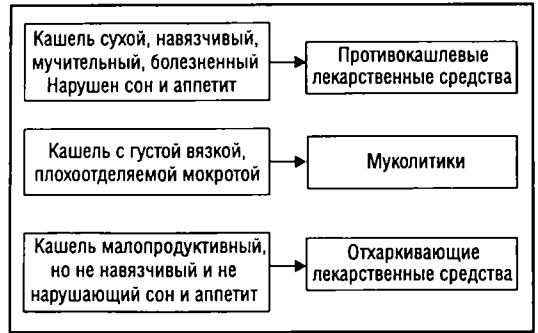 Кашель сухой, навязчивый,
мучительный, болезненный
Нарушен сон и аппетит
Противокашлевые
лекарственные средства
Кашель с густой вязкой,
плохоотделяемой мокротой
Муколитики
Кашель малопродуктивный,
но не навязчивый и не
нарушающий сон и аппетит
Отхаркивающие
лекарственные средства